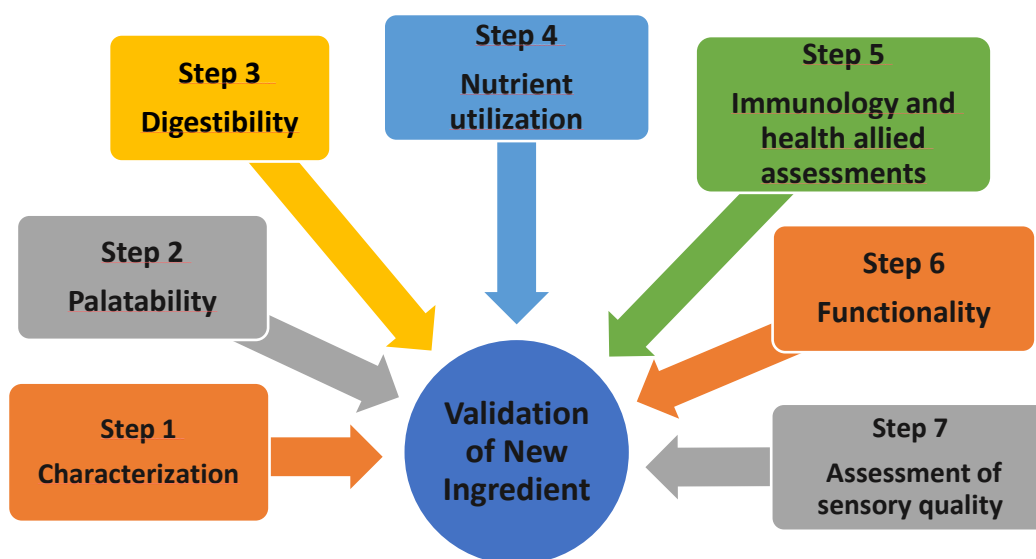 Step 1
Characterization
Step 2
Palatability
Step 3
Digestibility
Step 4
Nutrient
utilization
Step 5
Immunology and
health allied
assessments
Step 6
Functionality
Step 7
Assessment of
sensory quality
Validation
of New
Ingredient